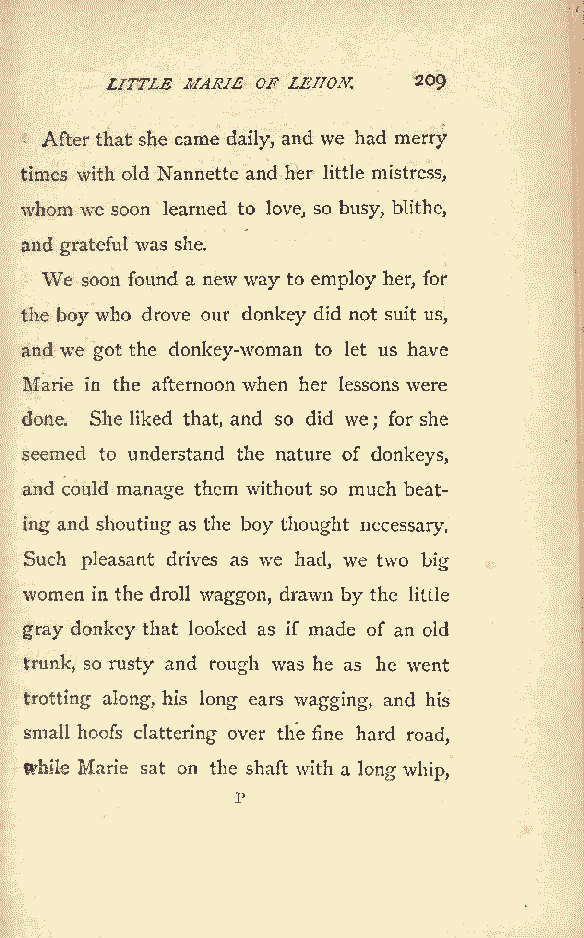 LITTLE MARIE OF LEHON. 209
After that she came daily, and we had merry
times with old Nannette and her little mistress,
whom we soon learned to love, so busy, blithe,
and grateful was she.
We soon found a new way to employ her, for
the boy who drove our donkey did not suit us,
and we got the donkey-woman to let us have
Marie in the afternoon when her lessons were
done. She liked that, and so did we; for she
seemed to understand the nature of donkeys,
and could manage them without so much beat-
ing and shouting as the boy thought necessary.
Such pleasant drives as we had, we two big
women in the droll waggon, drawn by the little
gray donkey that looked as if made of an old
trunk, so rusty and rough was he as he went
trotting along, his long ears wagging, and his
small hoofs clattering over the fine hard road,
while Marie sat on the shaft with a long whip,
P